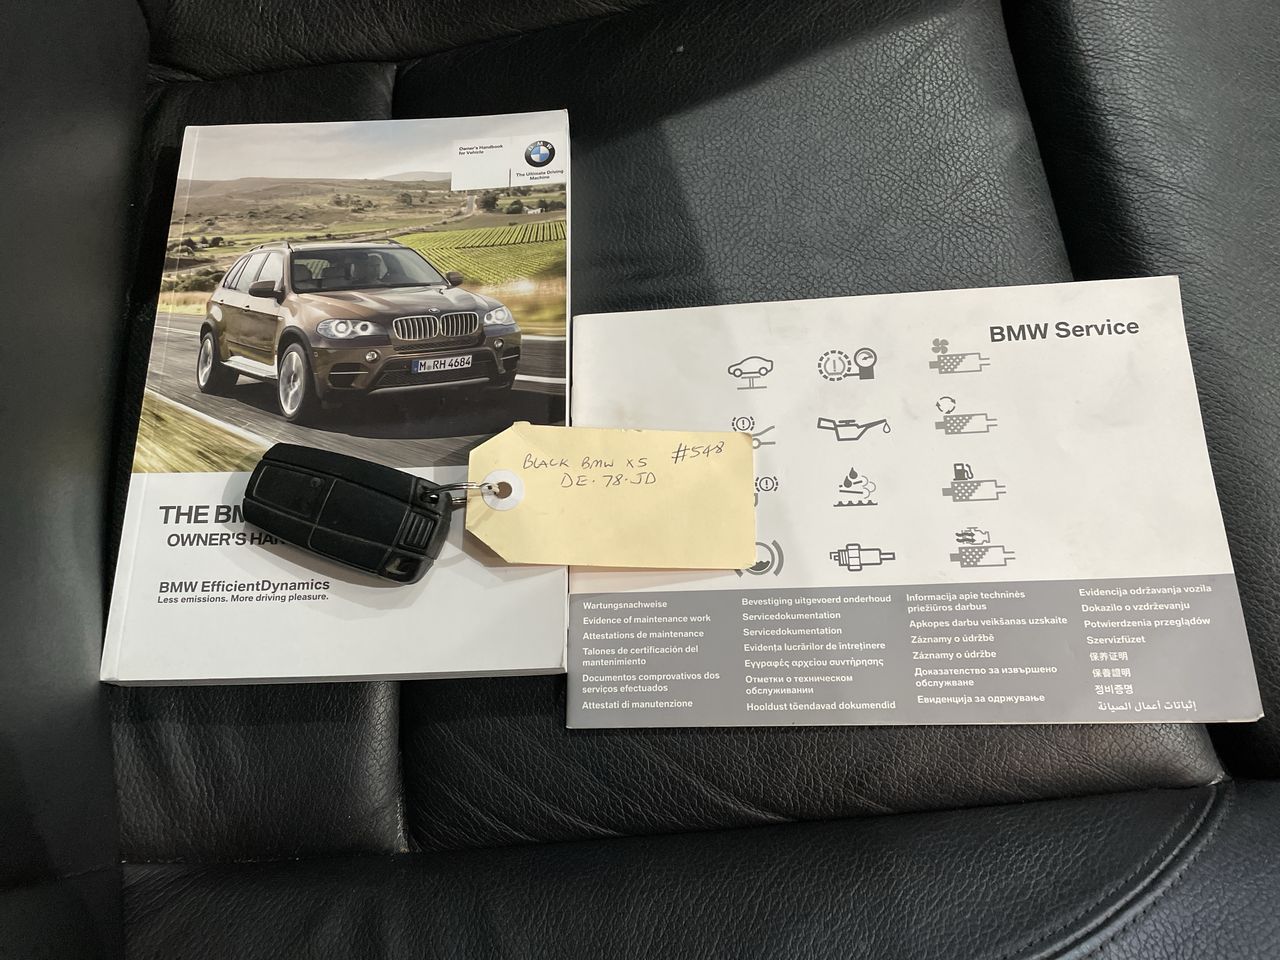 Owner's Handbook
for Vehicle
BMW
The Ultimate Driving
Machine
M RH 4684
THE BM
OWNER'S HAN
BMW EfficientDynamics
Less emissions. More driving pleasure.
BLACK BMW X5 #548
DE·78·JD
BMW Service
Wartungsnachweise
Evidence of maintenance work
Attestations de maintenance
Talones de certificación del
mantenimiento
Documentos comprovativos dos
serviços efectuados
Attestati di manutenzione
Bevestiging uitgevoerd onderhoud
Servicedokumentation
Servicedokumentation
Evidenţa lucrărilor de întreţinere
Εγγραφές αρχείου συντήρησης
Отметки о техническом
обслуживании
Hooldust tõendavad dokumendid
Informacija apie techninės
priežiūros darbus
Apkopes darbu veikšanas uzskaite
Záznamy o údržbě
Záznamy o údržbe
Доказателство за извършено
обслужване
Евиденција за одржување
Evidencija održavanja vozila
Dokazilo o vzdrževanju
Potwierdzenia przeglądów
Szervizfüzet
保养证明
保養證明
정비증명
إثباتات أعمال الصيانة